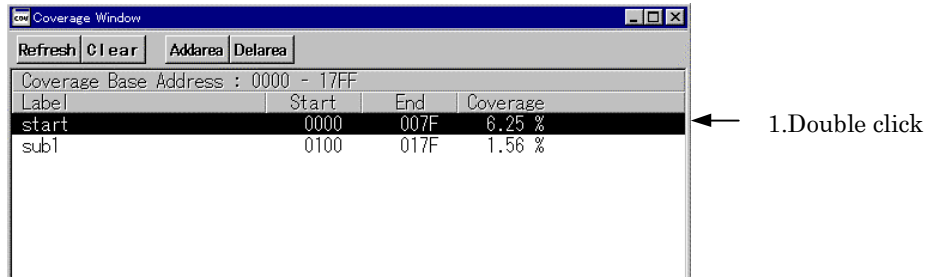 cov Coverage Window
Refresh Clear Addarea Delarea
Coverage Base Address : 0000 - 17FF
Label Start End Coverage
start 0000 007F 6.25 %
1.Double click
sub1 0100 017F 1.56 %